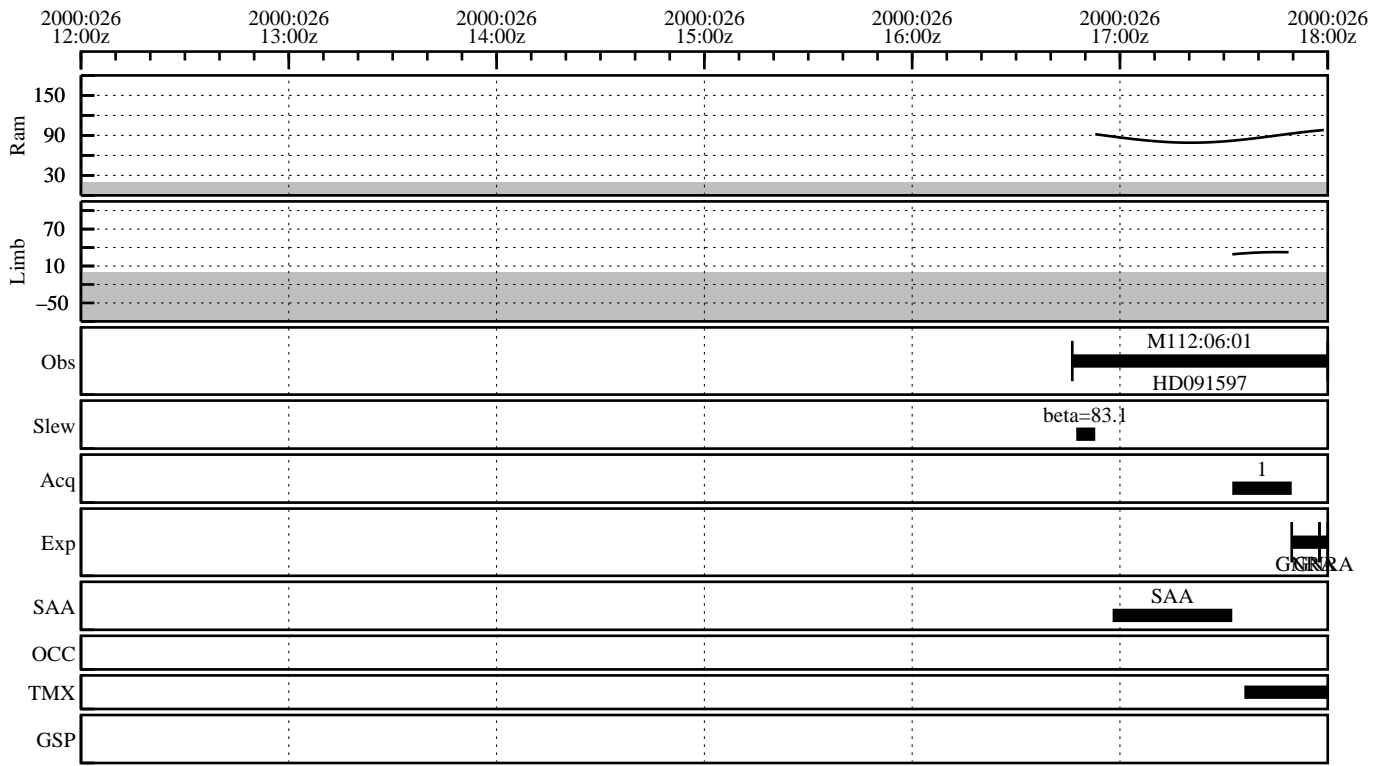 2000:026 2000:026 2000:026 2000:026 2000:026 2000:026 2000:026
12:00z 13:00z 14:00z 15:00z 16:00z 17:00z 18:00z
150
90
30
Ram
70
10
−50
Limb
M112:06:01
Obs
HD091597
beta=83.1
Slew
1
Acq
Exp
SAA
SAA
OCC
TMX
GSP